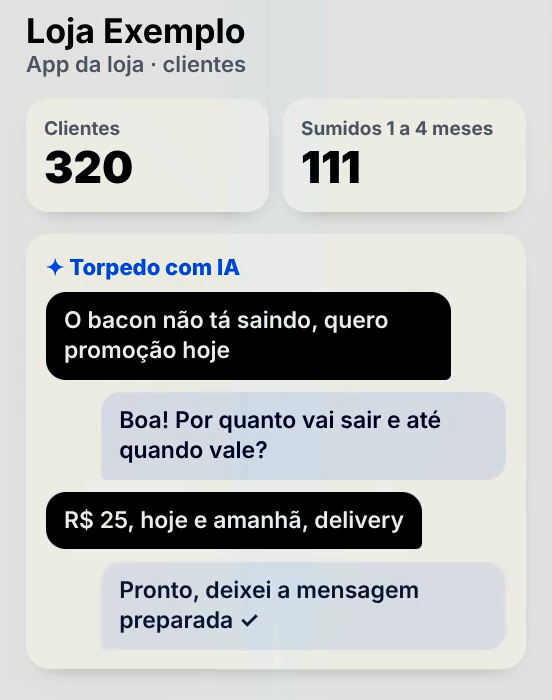 Loja Exemplo
App da loja · clientes
Clientes
320
Sumidos 1 a 4 meses
111
✦ Torpedo com IA
O bacon não tá saindo, quero
promoção hoje
Boa! Por quanto vai sair e até
quando vale?
R$ 25, hoje e amanhã, delivery
Pronto, deixei a mensagem
preparada ✓